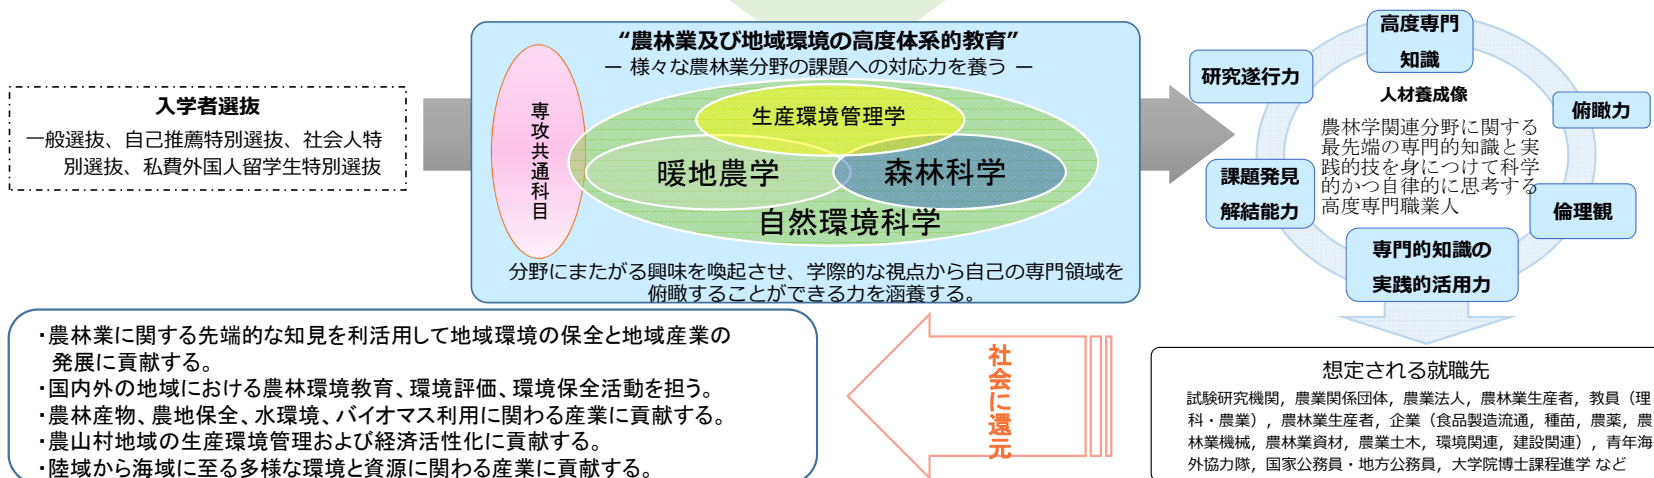 入学者選抜
一般選抜、自己推薦特別選抜、社会人特
別選抜、私費外国人留学生特別選抜
“農林業及び地域環境の高度体系的教育”
― 様々な農林業分野の課題への対応力を養う ―
専攻共通科目
生産環境管理学
暖地農学
森林科学
自然環境科学
分野にまたがる興味を喚起させ、学際的な視点から自己の専門領域を
俯瞰することができる力を涵養する。
高度専門
知識
研究遂行力
俯瞰力
人材養成像
農林学関連分野に関する
最先端の専門的知識と実
践的技を身につけて科学
的かつ自律的に思考する
高度専門職業人
課題発見
解結能力
倫理観
専門的知識の
実践的活用力
・農林業に関する先端的な知見を利活用して地域環境の保全と地域産業の
発展に貢献する。
・国内外の地域における農林環境教育、環境評価、環境保全活動を担う。
・農林産物、農地保全、水環境、バイオマス利用に関わる産業に貢献する。
・農山村地域の生産環境管理および経済活性化に貢献する。
・陸域から海域に至る多様な環境と資源に関わる産業に貢献する。
社会に還元
想定される就職先
試験研究機関，農業関係団体，農業法人，農林業生産者，教員（理
科・農業），農林業生産者，企業（食品製造流通，種苗，農薬，農
林業機械，農林業資材，農業土木，環境関連，建設関連），青年海
外協力隊，国家公務員・地方公務員，大学院博士課程進学 など